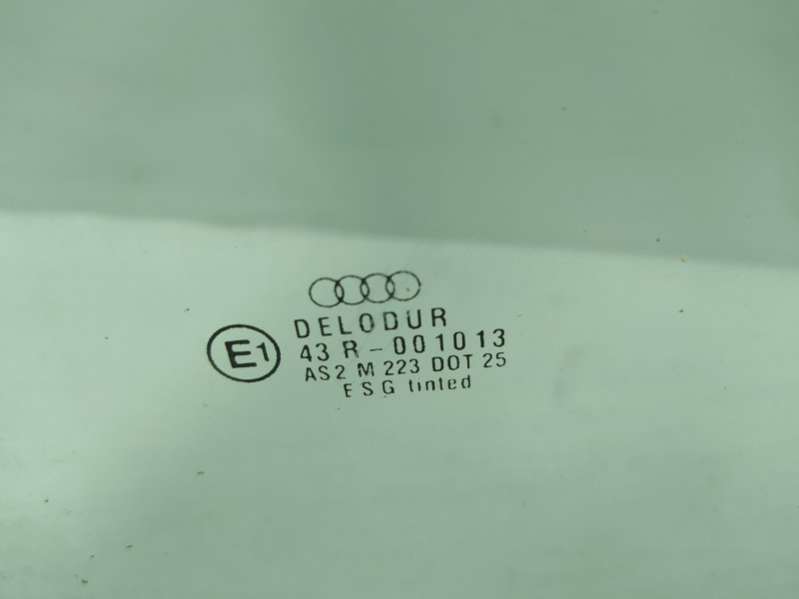 DELODUR
E1
43 R-001013
AS2 M 223 DOT 25
ESG tinted